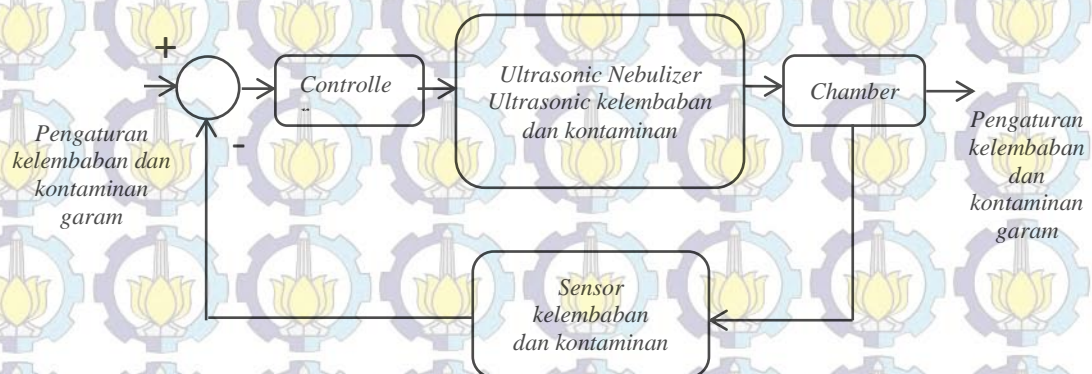 +
Pengaturan
kelembaban dan
kontaminan
garam
-
Controlle
Ultrasonic Nebulizer
Ultrasonic kelembaban
dan kontaminan
Chamber
Pengaturan
kelembaban
dan
kontaminan
garam
Sensor
kelembaban
dan kontaminan